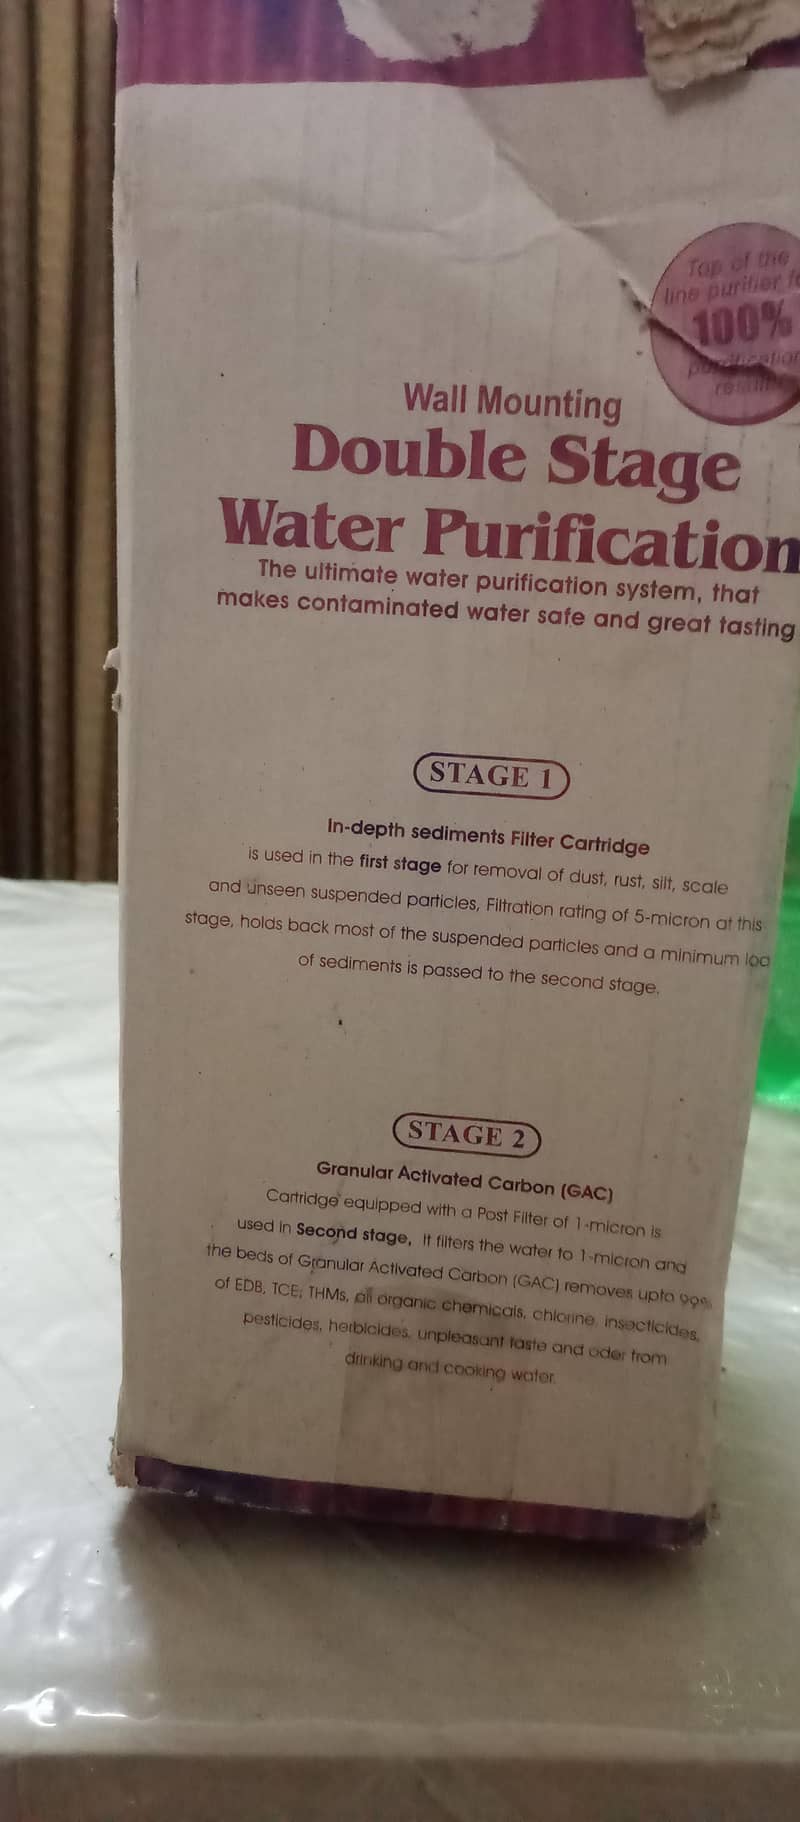 Top of the
line purifier
100%
purification
Wall Mounting
Double Stage
Water Purification
The ultimate water purification system, that
makes contaminated water safe and great tasting
STAGE 1
In-depth sediments Filter Cartridge
is used in the first stage for removal of dust, rust, silt, scale
and unseen suspended particles, Filtration rating of 5-micron at this
stage, holds back most of the suspended particles and a minimum
of sediments is passed to the second stage.
STAGE 2
Granular Activated Carbon (GAC)
Cartridge equipped with a Post Filter of 1-micron is
used in Second stage, It filters the water to 1-micron and
the beds of Granular Activated Carbon (GAC) removes upto 99%
of EDB, TCE, THMs, all organic chemicals, chlorine, insecticides,
pesticides, herbicides, unpleasant taste and oder from
drinking and cooking water.